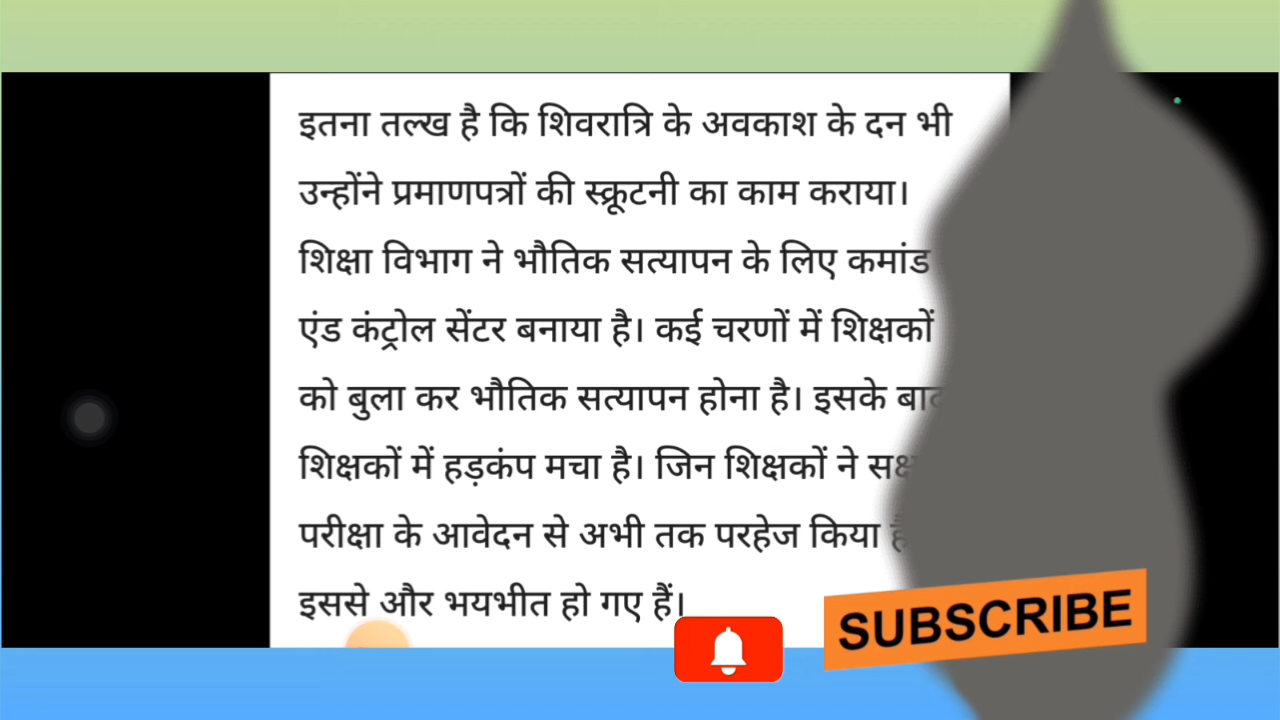 इतना तल्ख है कि शिवरात्रि के अवकाश के दन भी
उन्होंने प्रमाणपत्रों की स्क्रूटनी का काम कराया।
शिक्षा विभाग ने भौतिक सत्यापन के लिए कमांड
एंड कंट्रोल सेंटर बनाया है। कई चरणों में शिक्षकों
को बुला कर भौतिक सत्यापन होना है। इसके
शिक्षकों में हड़कंप मचा है। जिन शिक्षकों ने
परीक्षा के आवेदन से अभी तक परहेज किया
इससे और भयभीत हो गए हैं।
SUBSCRIBE